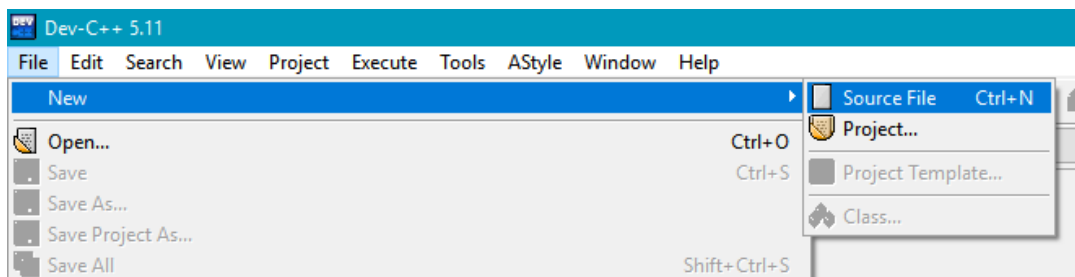 DEV C++ Dev-C++ 5.11
File Edit Search View Project Execute Tools AStyle Window Help
New
Source File Ctrl+N
Project...
Open... Ctrl+O
Save Ctrl+S
Project Template...
Save As...
Class...
Save Project As...
Save All Shift+Ctrl+S